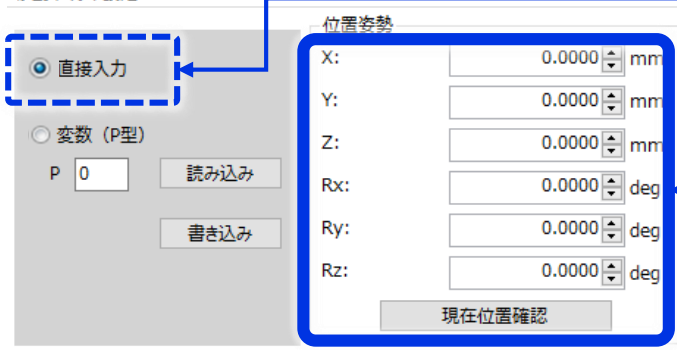 位置姿勢
直接入力
変数（P型）
P 0 読み込み
書き込み
X: 0.0000 mm
Y: 0.0000 mm
Z: 0.0000 mm
Rx: 0.0000 deg
Ry: 0.0000 deg
Rz: 0.0000 deg
現在位置確認